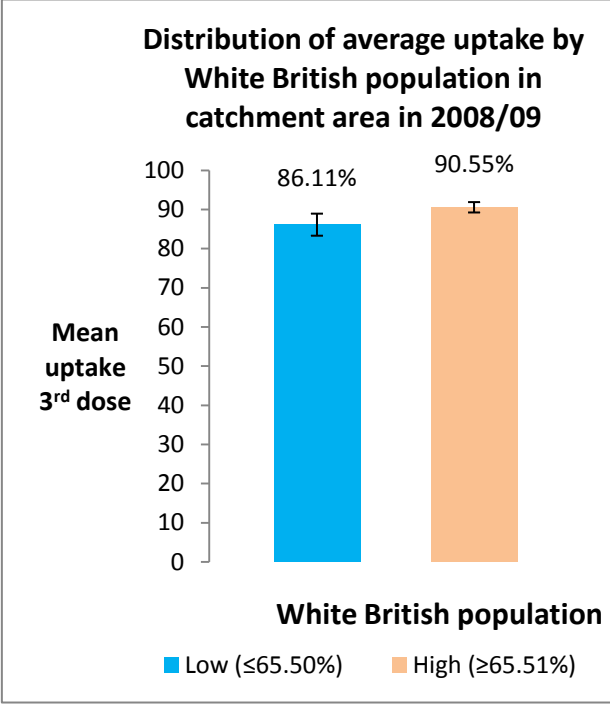 Distribution of average uptake by
White British population in
catchment area in 2008/09
86.11%
90.55%
100
90
80
70
60
50
40
30
20
10
0
Mean
uptake
3rd dose
White British population
Low (≤65.50%)
High (≥65.51%)